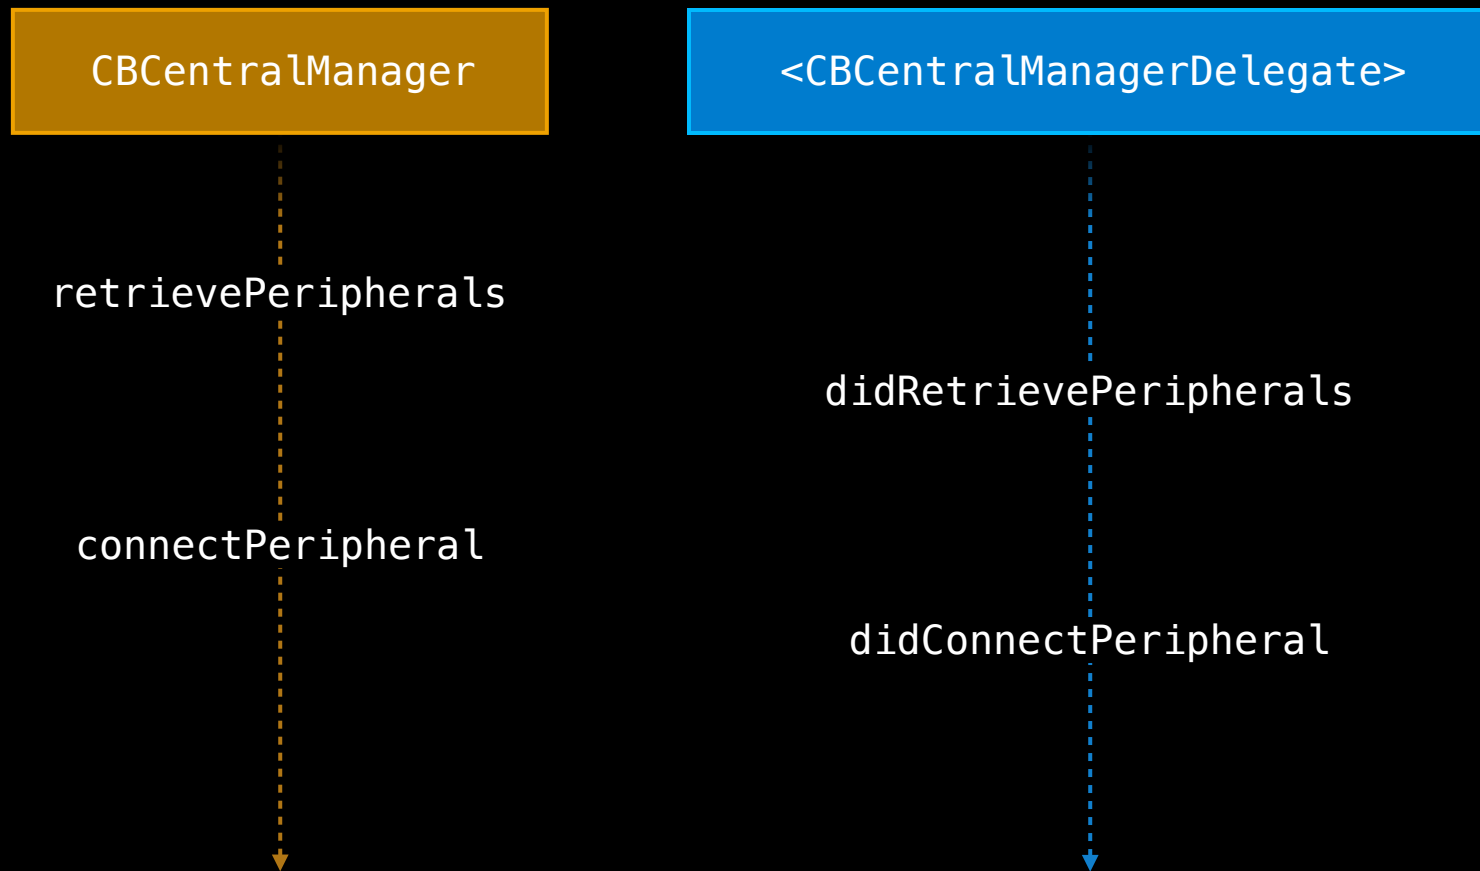 CBCentralManager
<CBCentralManagerDelegate>
retrievePeripherals
didRetrievePeripherals
connectPeripheral
didConnectPeripheral